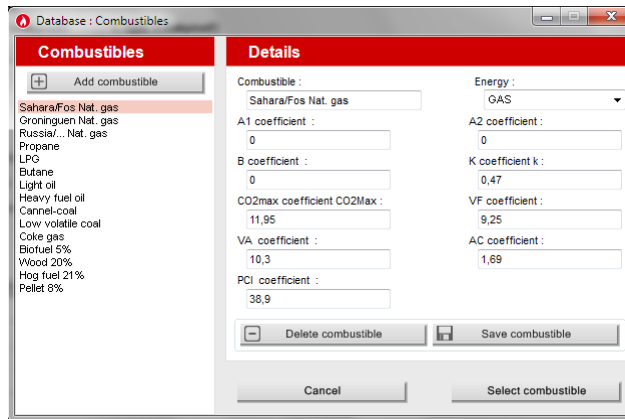 Database : Combustibles
Combustibles
Add combustible
Sahara/Fos Nat. gas
Groninguen Nat. gas
Russia/... Nat. gas
Propane
LPG
Butane
Light oil
Heavy fuel oil
Cannel-coal
Low volatile coal
Coke gas
Biofuel 5%
Wood 20%
Hog fuel 21%
Pellet 8%
Details
Combustible :
Energy :
Sahara/Fos Nat. gas
GAS
A1 coefficient :
A2 coefficient :
0
0
B coefficient :
K coefficient k :
0
0,47
CO2max coefficient CO2Max :
VF coefficient :
11,95
9,25
VA coefficient :
AC coefficient :
10,3
1,69
PCI coefficient :
38,9
Delete combustible
Save combustible
Cancel
Select combustible